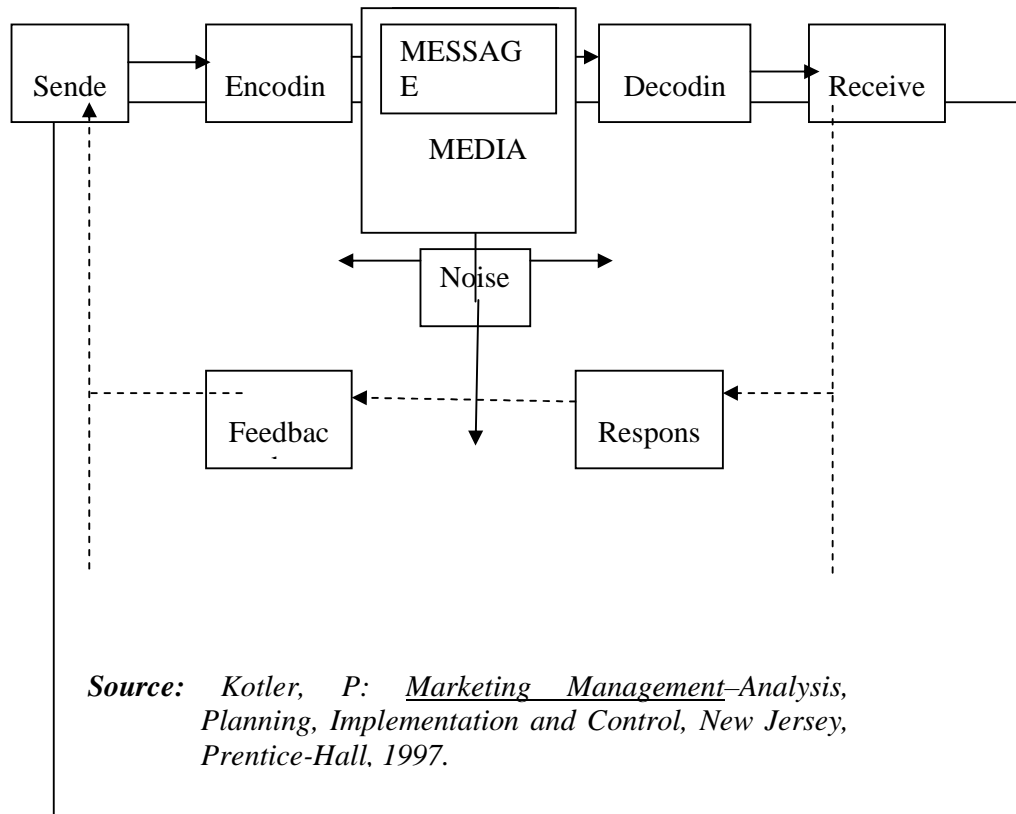 MESSAG
E
Sende
Encodin
Decodin
Receive
MEDIA
Noise
Feedbac
Respons
Source: Kotler, P: Marketing Management–Analysis,
Planning, Implementation and Control, New Jersey,
Prentice-Hall, 1997.